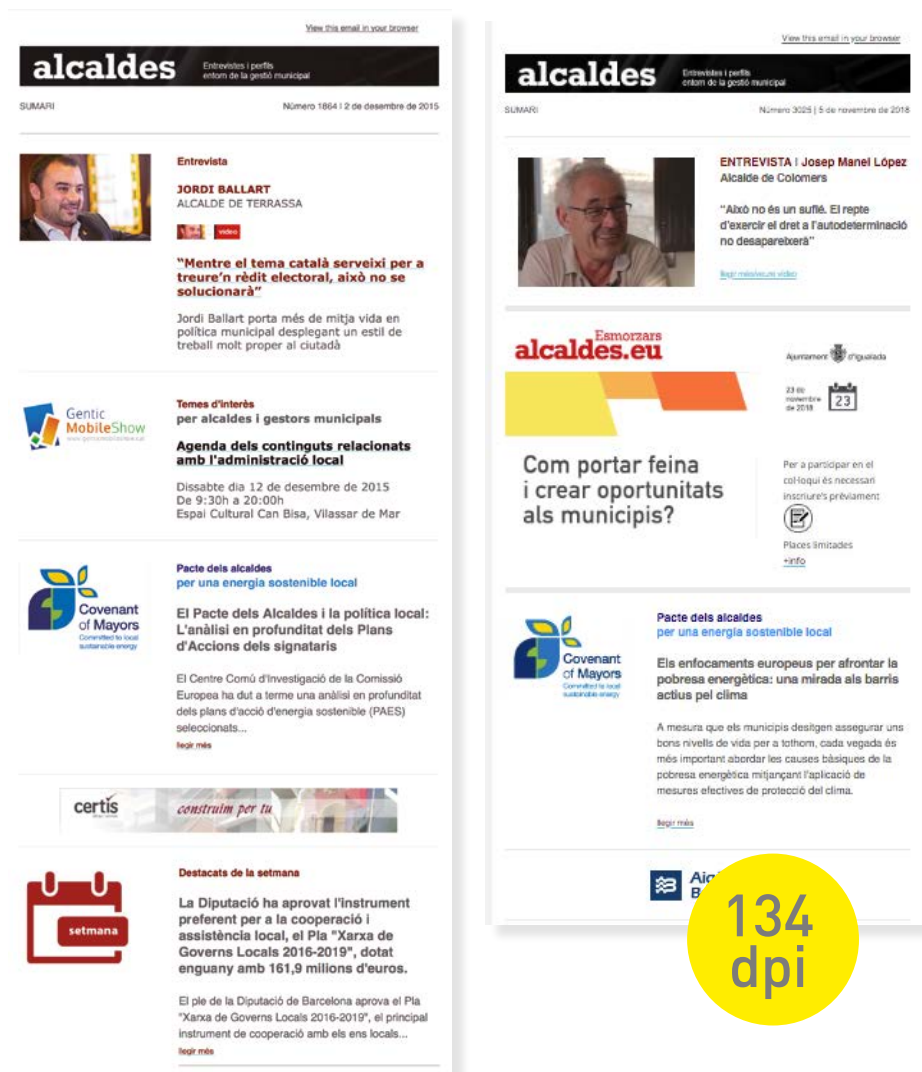 View this email in your browser
alcaldes
Entrevistes i perfils
entorn de la gestió municipal
SUMARI
Número 1864 I 2 de desembre de 2015
Entrevista
JORDI BALLART
ALCALDE DE TERRASSA
video
“Mentre el tema català serveixi per a
treure’n rèdit electoral, això no se
solucionarà”
Jordi Ballart porta més de mitja vida en
política municipal desplegant un estil de
treball molt proper al ciutadà
Gentic
MobileShow
Temes d'interès
per alcaldes i gestors municipals
Agenda dels continguts relacionats
amb l'administració local
Dissabte dia 12 de desembre de 2015
De 9:30h a 20:00h
Espai Cultural Can Bisa, Vilassar de Mar
Covenant
of Mayors
Committed to local
sustainable energy
Pacte dels alcaldes
per una energia sostenible local
El Pacte dels Alcaldes i la política local:
L'anàlisi en profunditat dels Plans
d'Accions dels signataris
El Centre Comú d'Investigació de la Comissió
Europea ha dut a terme una anàlisi en profunditat
dels plans d'acció d'energia sostenible (PAES)
seleccionats...
llegir més
certis
construim per tu
setmana
Destacats de la setmana
La Diputació ha aprovat l'instrument
preferent per a la cooperació i
assistència local, el Pla "Xarxa de
Governs Locals 2016-2019", dotat
enguany amb 161,9 milions d'euros.
El ple de la Diputació de Barcelona aprova el Pla
"Xarxa de Governs Locals 2016-2019", el principal
instrument de cooperació amb els ens locals...
llegir més
View this email in your browser
alcaldes
Entrevistes i perfils
entorn de la gestió municipal
SUMARI
Número 3025 | 5 de novembre de 2018
ENTREVISTA I Josep Manel López
Alcalde de Colomers
“Això no és un suflé. El repte
d'exercir el dret a l'autodeterminació
no desapareixerà”
llegir més/veure vídeo
Esmorzars
alcaldes.eu
Ajuntament d'Igualada
23 de
novembre
de 2018
23
Com portar feina
i crear oportunitats
als municipis?
Per a participar en el
col·loqui és necessari
inscriure's prèviament
Places limitades
+info
Covenant
of Mayors
Committed to local
sustainable energy
Pacte dels alcaldes
per una energia sostenible local
Els enfocaments europeus per afrontar la
pobresa energètica: una mirada als barris
actius pel clima
A mesura que els municipis desitgen assegurar uns
bons nivells de vida per a tothom, cada vegada és
més important abordar les causes bàsiques de la
pobresa energètica mitjançant l'aplicació de
mesures efectives de protecció del clima.
llegir més
134
dpi